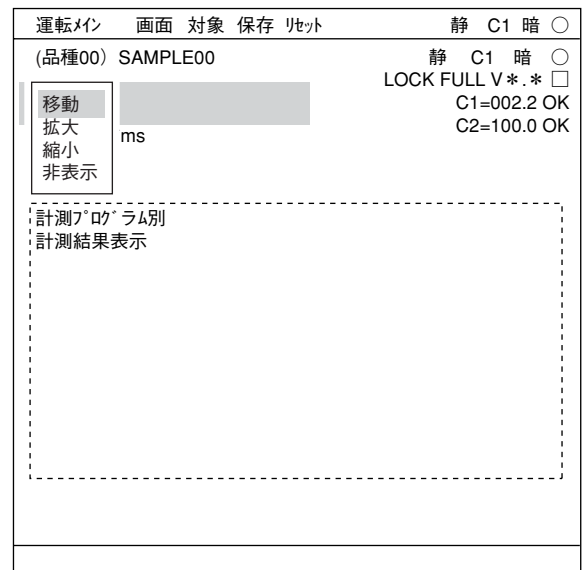 運転ﾒｲﾝ 画面 対象 保存 ﾘｾｯﾄ 静 C1 暗 ○
(品種00) SAMPLE00 静 C1 暗 ○
LOCK FULL V＊.＊ □
C1=002.2 OK
C2=100.0 OK
移動
拡大
縮小
非表示
ms
計測ﾌﾟﾛｸﾞﾗﾑ別
計測結果表示